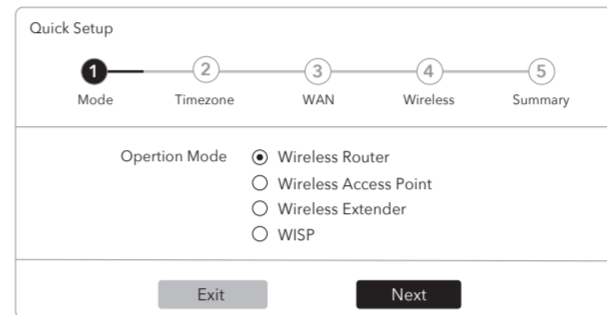 Quick Setup
1 2 3 4 5
Mode Timezone WAN Wireless Summary
Opertion Mode Wireless Router
Wireless Access Point
Wireless Extender
WISP
Exit Next